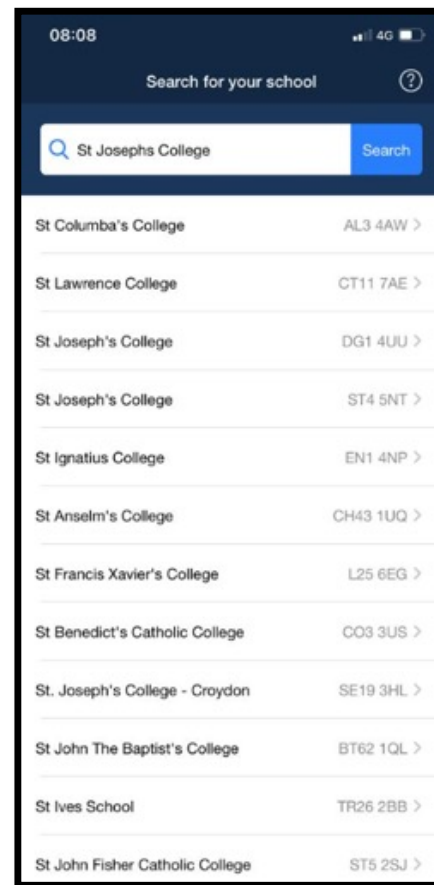 08:08 4G
Search for your school ?
St Josephs College Search
St Columba's College AL3 4AW >
St Lawrence College CT11 7AE >
St Joseph's College DG1 4UU >
St Joseph's College ST4 5NT >
St Ignatius College EN1 4NP >
St Anselm's College CH43 1UQ >
St Francis Xavier's College L25 6EG >
St Benedict's Catholic College CO3 3US >
St. Joseph's College - Croydon SE19 3HL >
St John The Baptist's College BT62 1QL >
St Ives School TR26 2BB >
St John Fisher Catholic College ST5 2SJ >